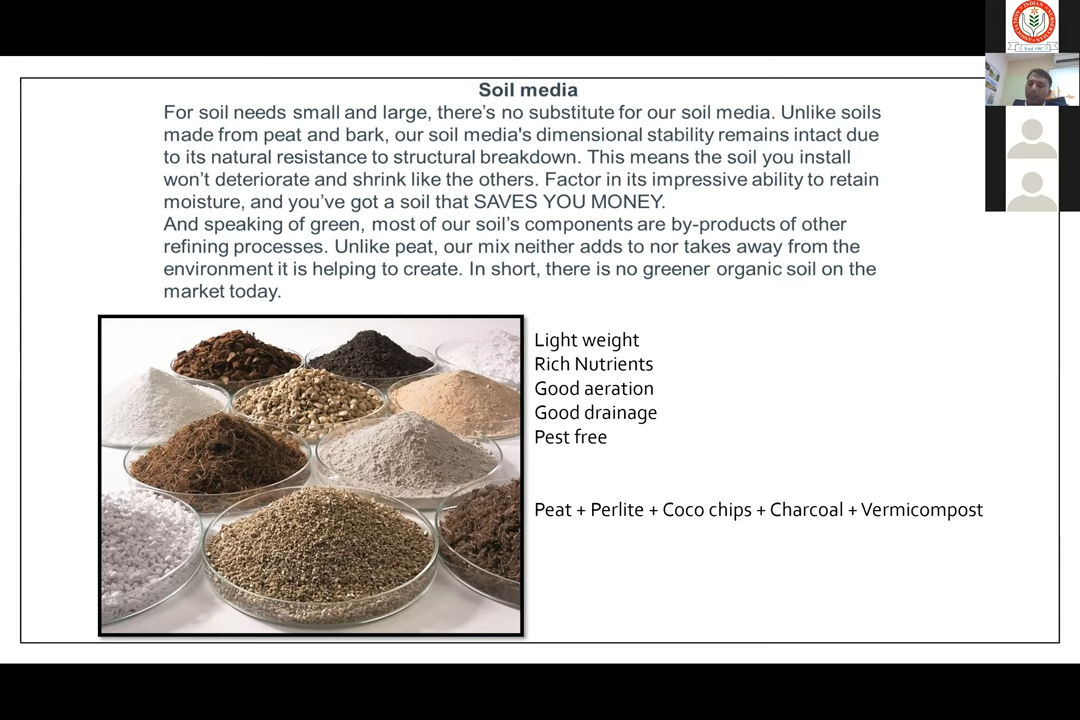 Soil media
For soil needs small and large, there’s no substitute for our soil media. Unlike soils
made from peat and bark, our soil media's dimensional stability remains intact due
to its natural resistance to structural breakdown. This means the soil you install
won’t deteriorate and shrink like the others. Factor in its impressive ability to retain
moisture, and you’ve got a soil that SAVES YOU MONEY.
And speaking of green, most of our soil’s components are by-products of other
refining processes. Unlike peat, our mix neither adds to nor takes away from the
environment it is helping to create. In short, there is no greener organic soil on the
market today.
Light weight
Rich Nutrients
Good aeration
Good drainage
Pest free
Peat + Perlite + Coco chips + Charcoal + Vermicompost
INDIAN NURSERYMEN ASSOCIATION
Estd 1987